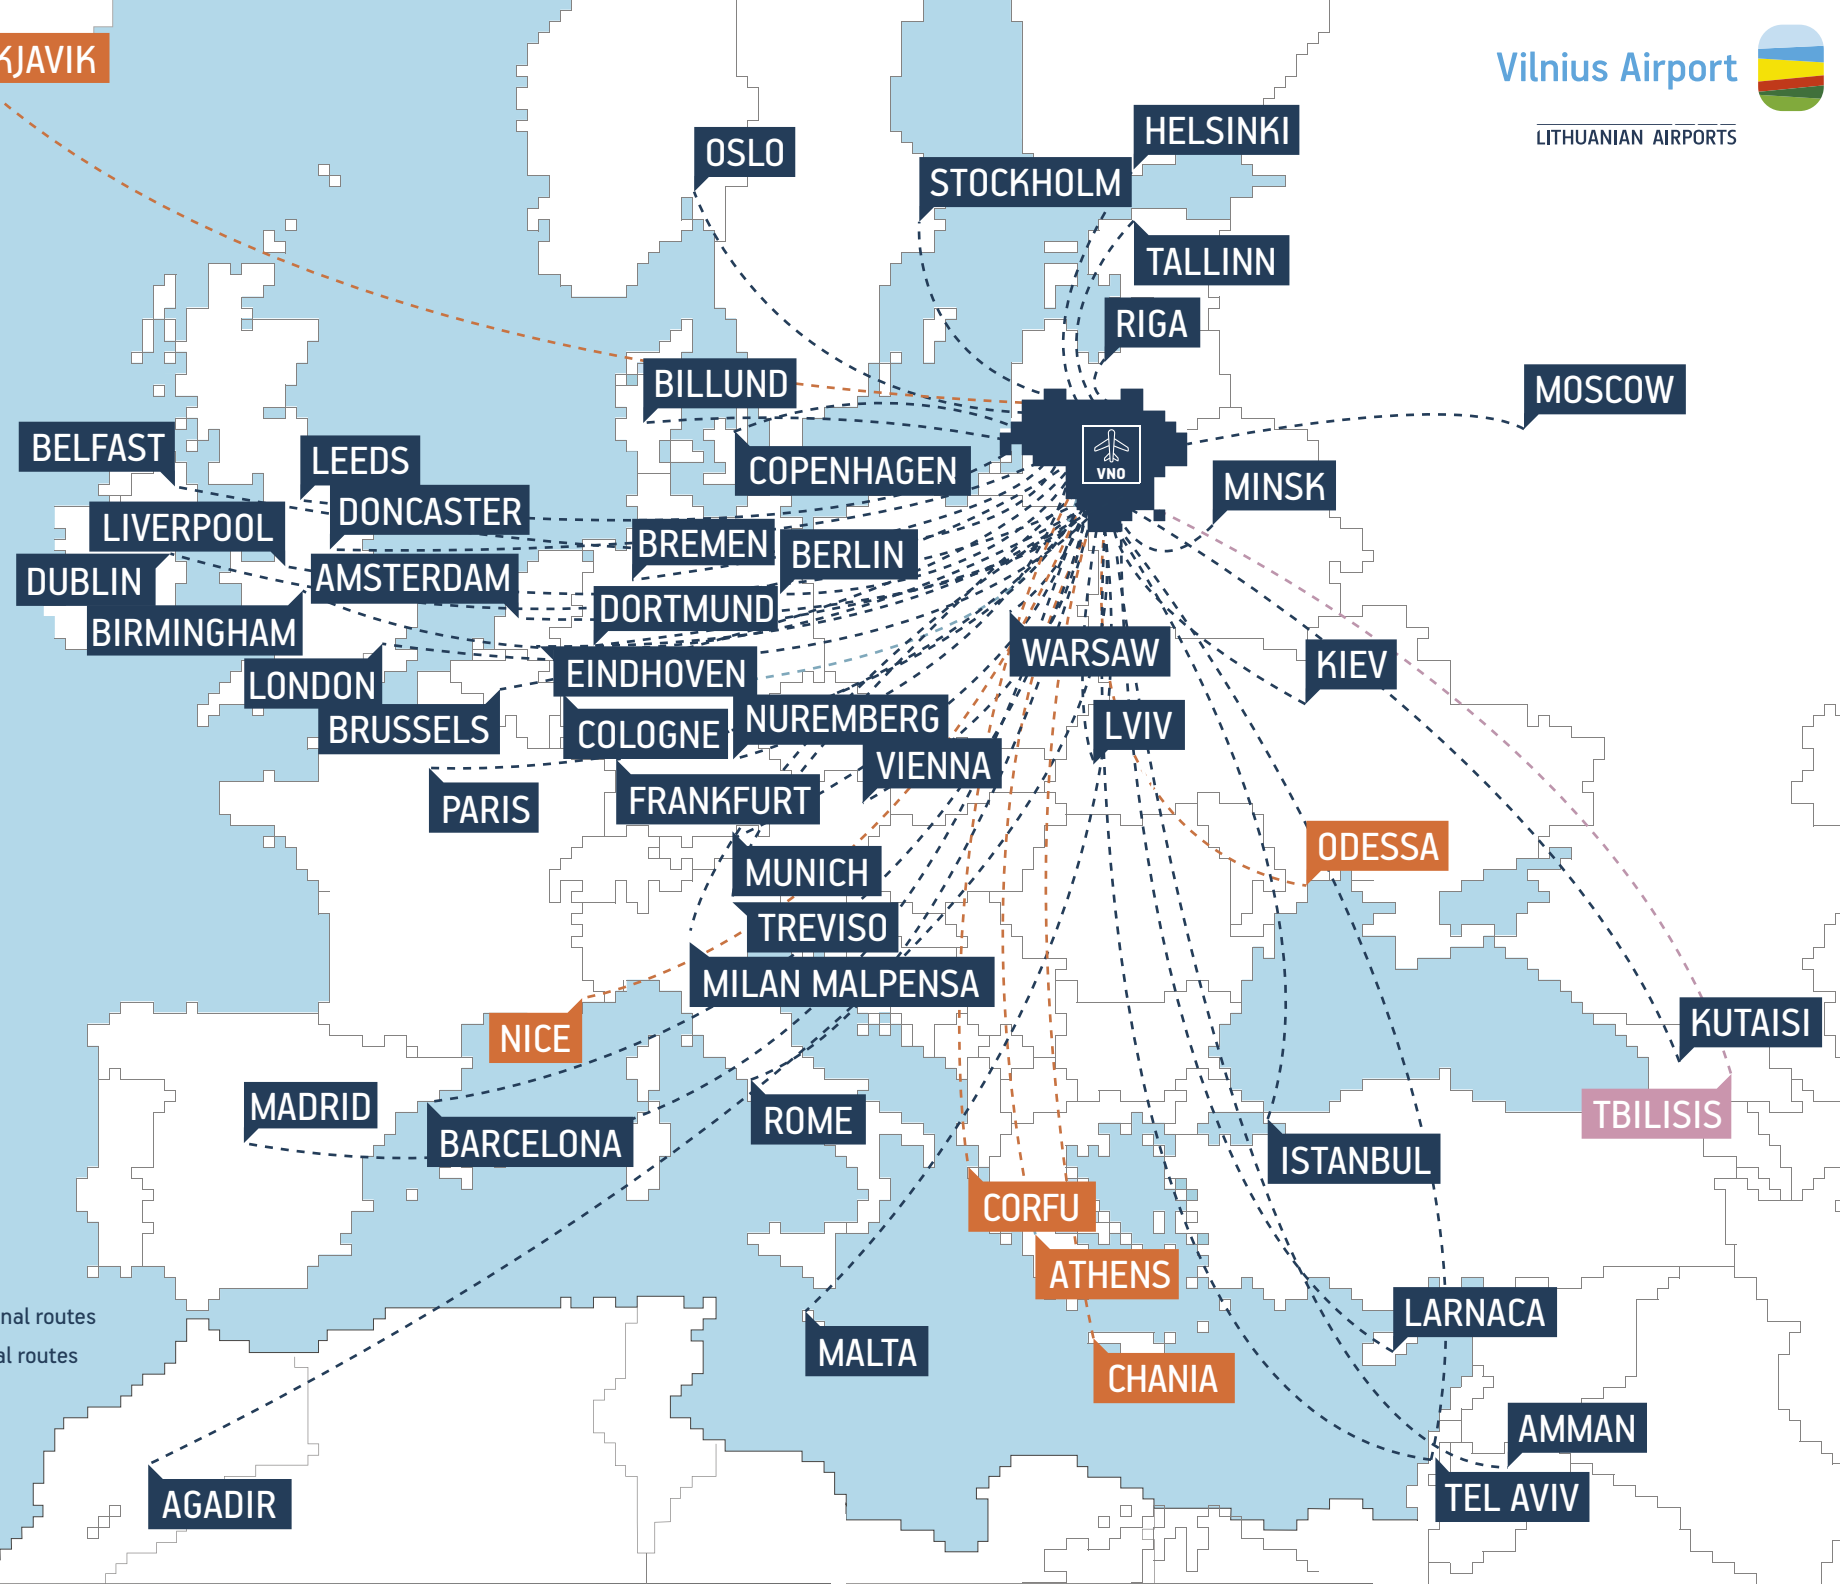 KJAVIK
Vilnius Airport
LITHUANIAN AIRPORTS
HELSINKI
OSLO
STOCKHOLM
TALLINN
RIGA
BILLUND
MOSCOW
BELFAST
LEEDS
COPENHAGEN
VNO
MINSK
DONCASTER
LIVERPOOL
BREMEN
BERLIN
DUBLIN
AMSTERDAM
DORTMUND
BIRMINGHAM
WARSAW
KIEV
EINDHOVEN
LONDON
NUREMBERG
LVIV
BRUSSELS
COLOGNE
VIENNA
FRANKFURT
PARIS
ODESSA
MUNICH
TREVISO
MILAN MALPENSA
NICE
KUTAISI
MADRID
TBILISIS
ROME
BARCELONA
ISTANBUL
CORFU
ATHENS
LARNACA
nal routes
al routes
MALTA
CHANIA
AMMAN
TEL AVIV
AGADIR